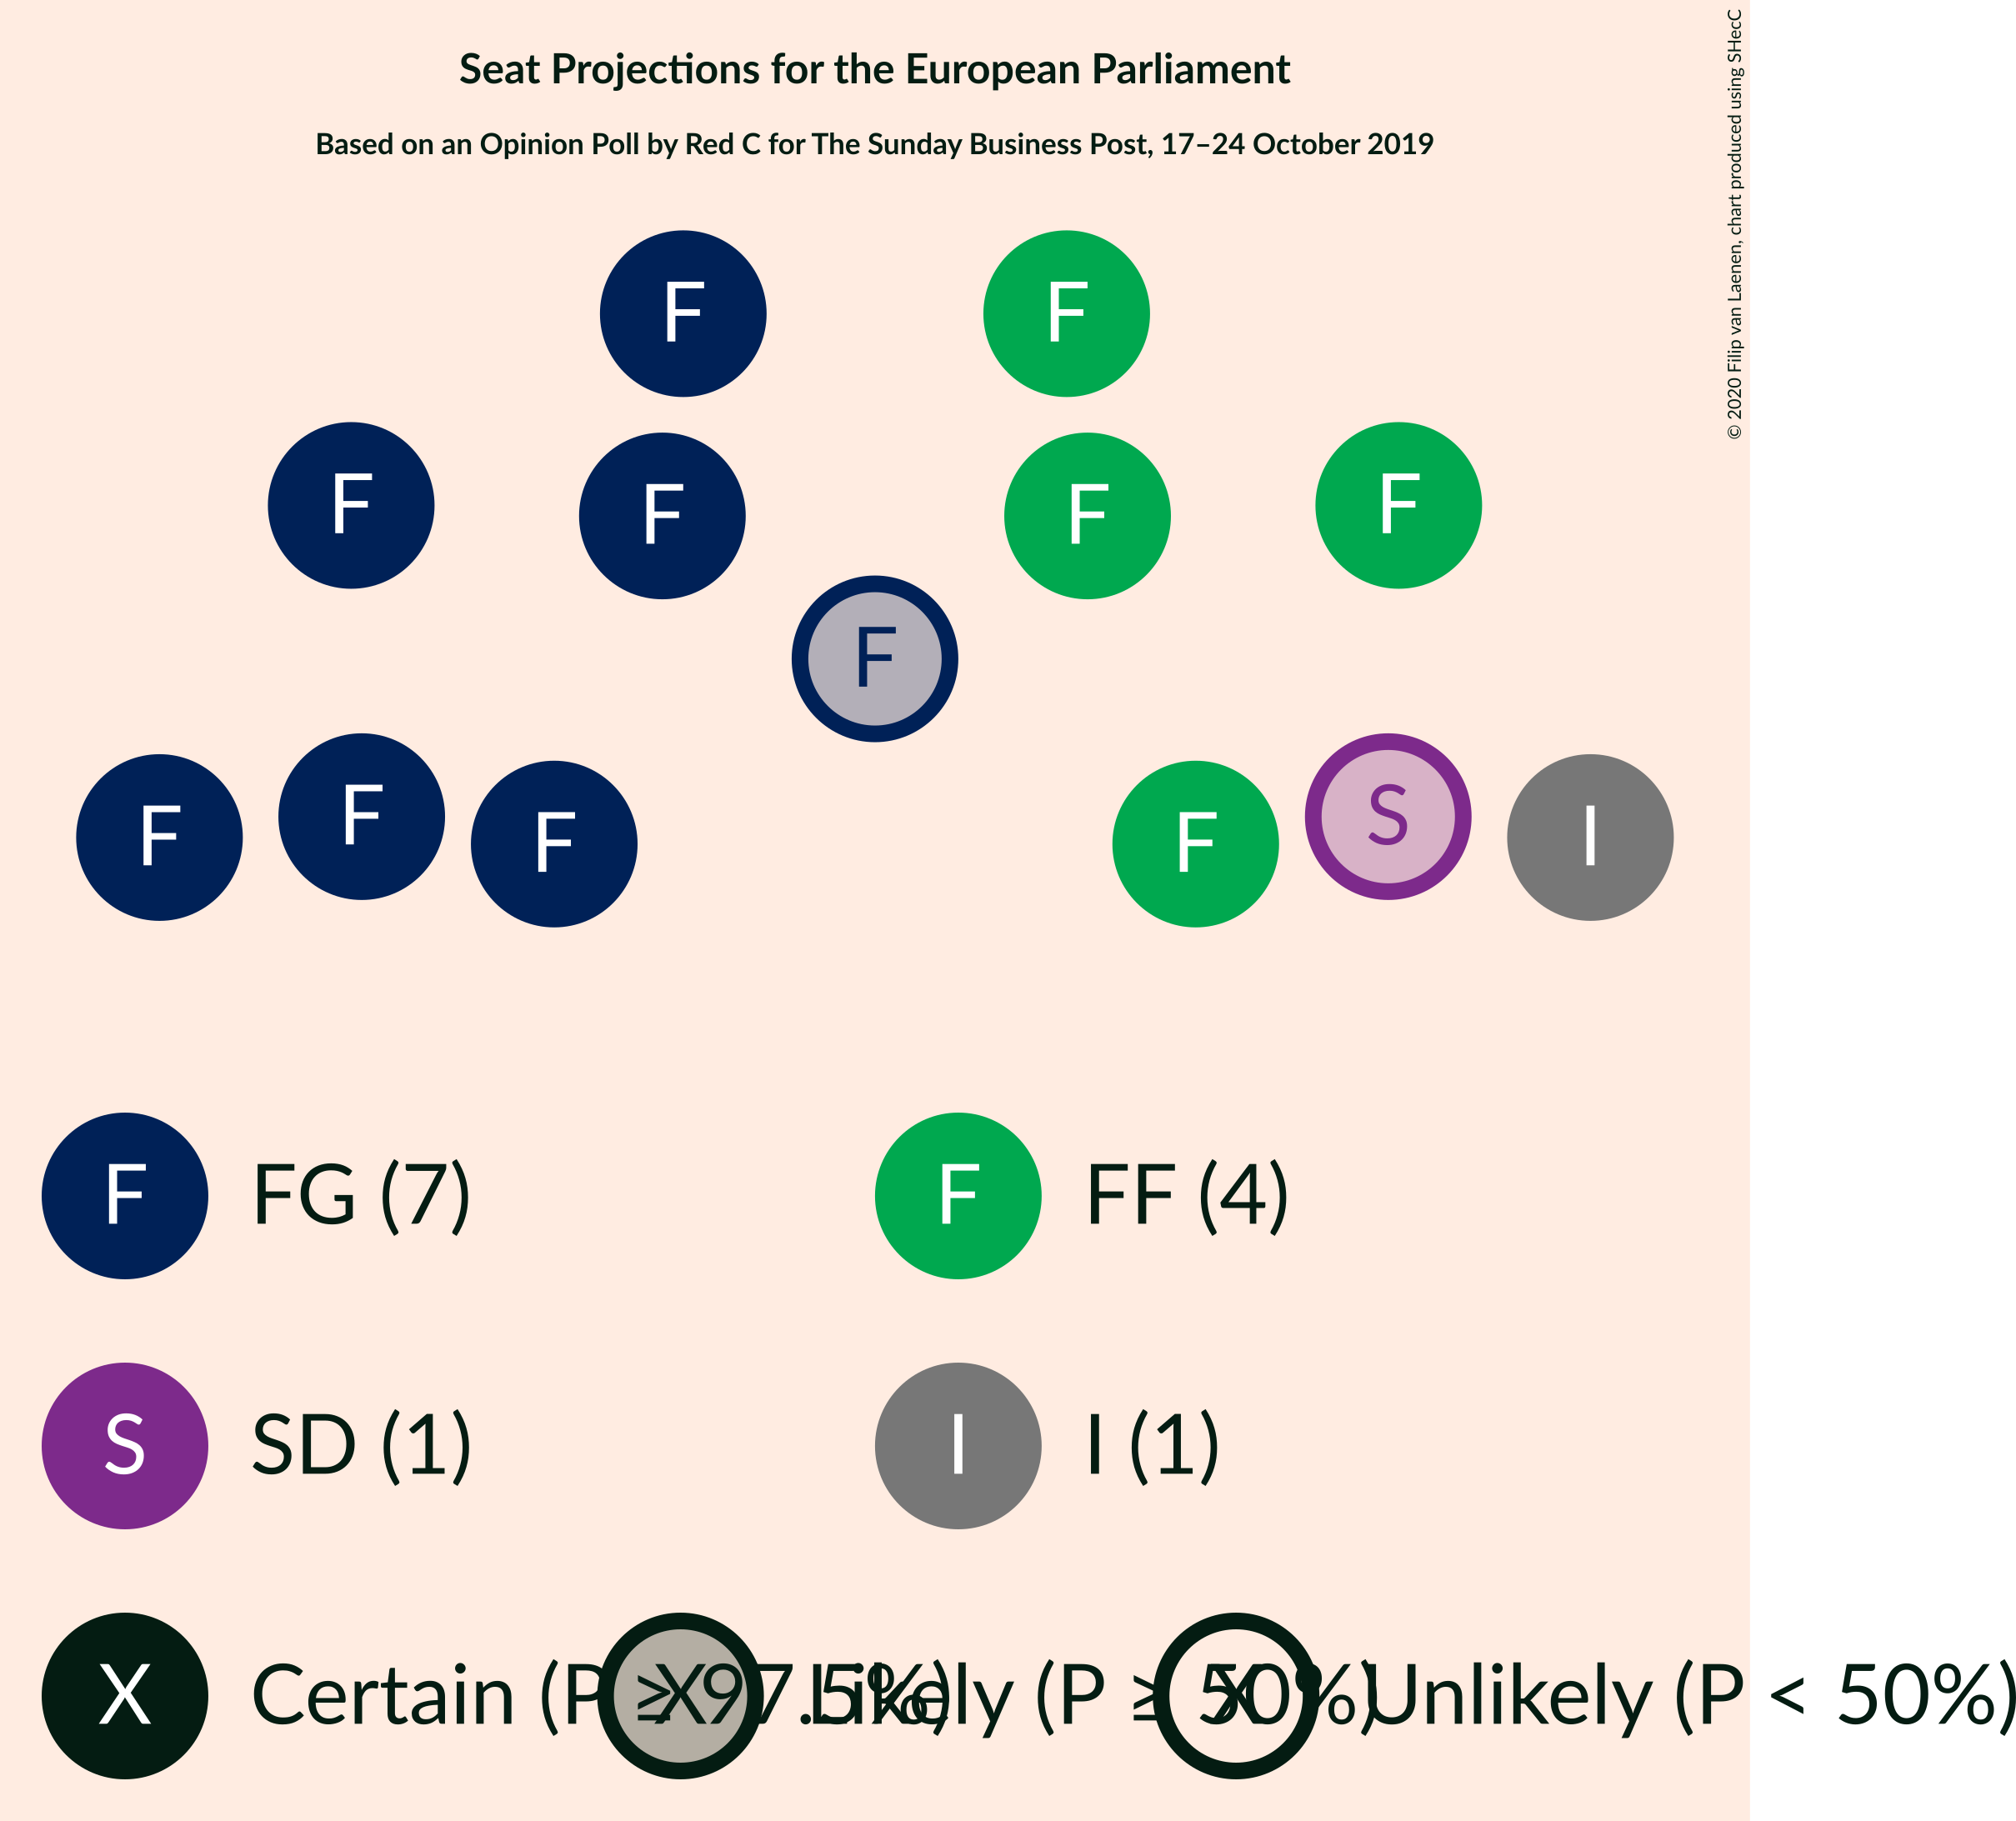 Seat Projections for the European Parliament
Based on an Opinion Poll by Red C for The Sunday Business Post, 17–24 October 2019
© 2020 Filip van Laenen, chart produced using SHecC
F F
F F F F
F
F F F F S I
F FG (7) F FF (4)
S SD (1) I I (1)
X Certain (P ≥ 97.5%) X Likely (P ≥ 50%) X Unlikely (P < 50%)